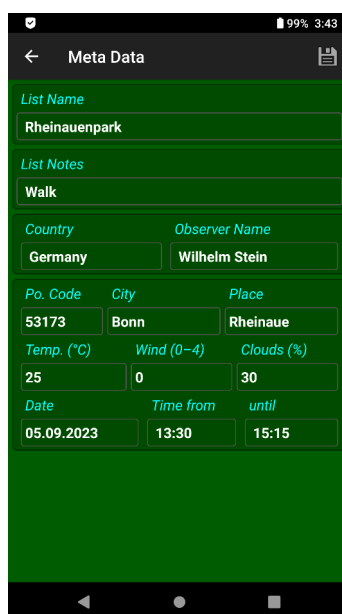 99% 3:43
Meta Data
List Name
Rheinauenpark
List Notes
Walk
Country Observer Name
Germany Wilhelm Stein
Po. Code City Place
53173 Bonn Rheinaue
Temp. (°C) Wind (0–4) Clouds (%)
25 0 30
Date Time from until
05.09.2023 13:30 15:15